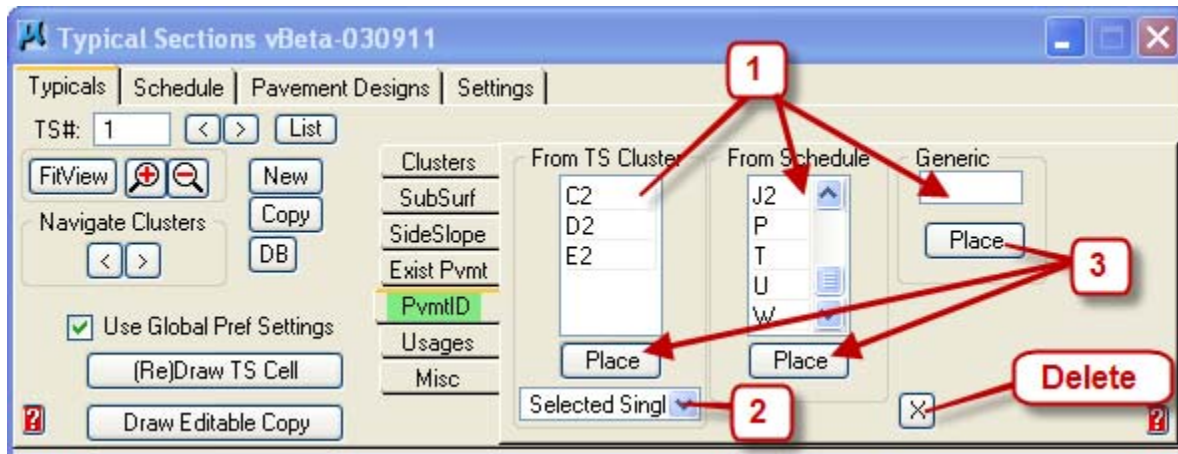 Typical Sections vBeta-030911
Typicals Schedule Pavement Designs Settings
TS#: 1 < > List
FitView New
Copy
DB
Navigate Clusters
< >
Use Global Pref Settings
(Re)Draw TS Cell
Draw Editable Copy
Clusters
SubSurf
SideSlope
Exist Pvmt
PvmtID
Usages
Misc
From TS Cluster
C2
D2
E2
Place
Selected Singl
From Schedule
J2
P
T
U
W
Place
Generic
Place
X
1
2
3
Delete
?
?